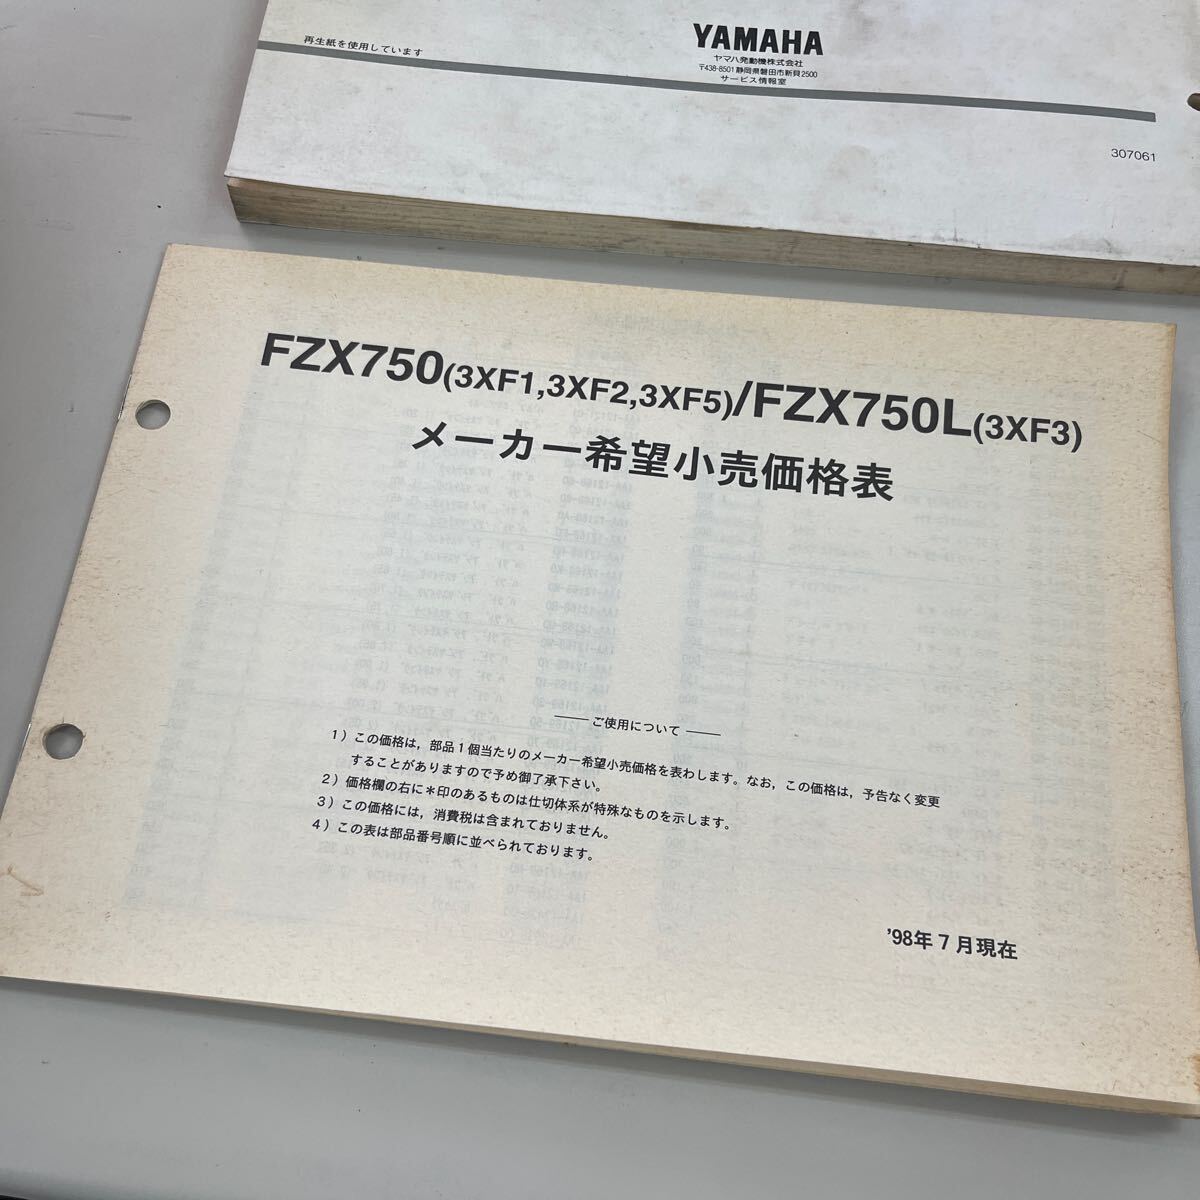 再生紙を使用しています
YAMAHA
ヤマハ発動機株式会社
〒438-8501 静岡県磐田市新貝2500
サービス情報室
307061
FZX750(3XF1,3XF2,3XF5)/FZX750L(3XF3)
メーカー希望小売価格表
ご使用について
1）この価格は，部品1個当たりのメーカー希望小売価格を表わします。なお，この価格は，予告なく変更
することがありますので予め御了承下さい。
2）価格欄の右に＊印のあるものは仕切体系が特殊なものを示します。
3）この価格には，消費税は含まれておりません。
4）この表は部品番号順に並べられております。
'98年7月現在